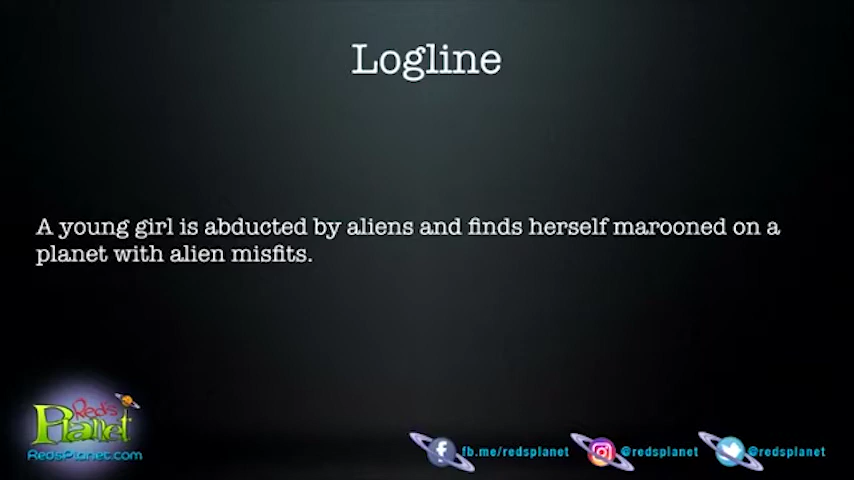 Logline
A young girl is abducted by aliens and finds herself marooned on a
planet with alien misfits.
Red's
Planet
RedsPlanet.com
fb.me/redsplanet @redsplanet @redsplanet